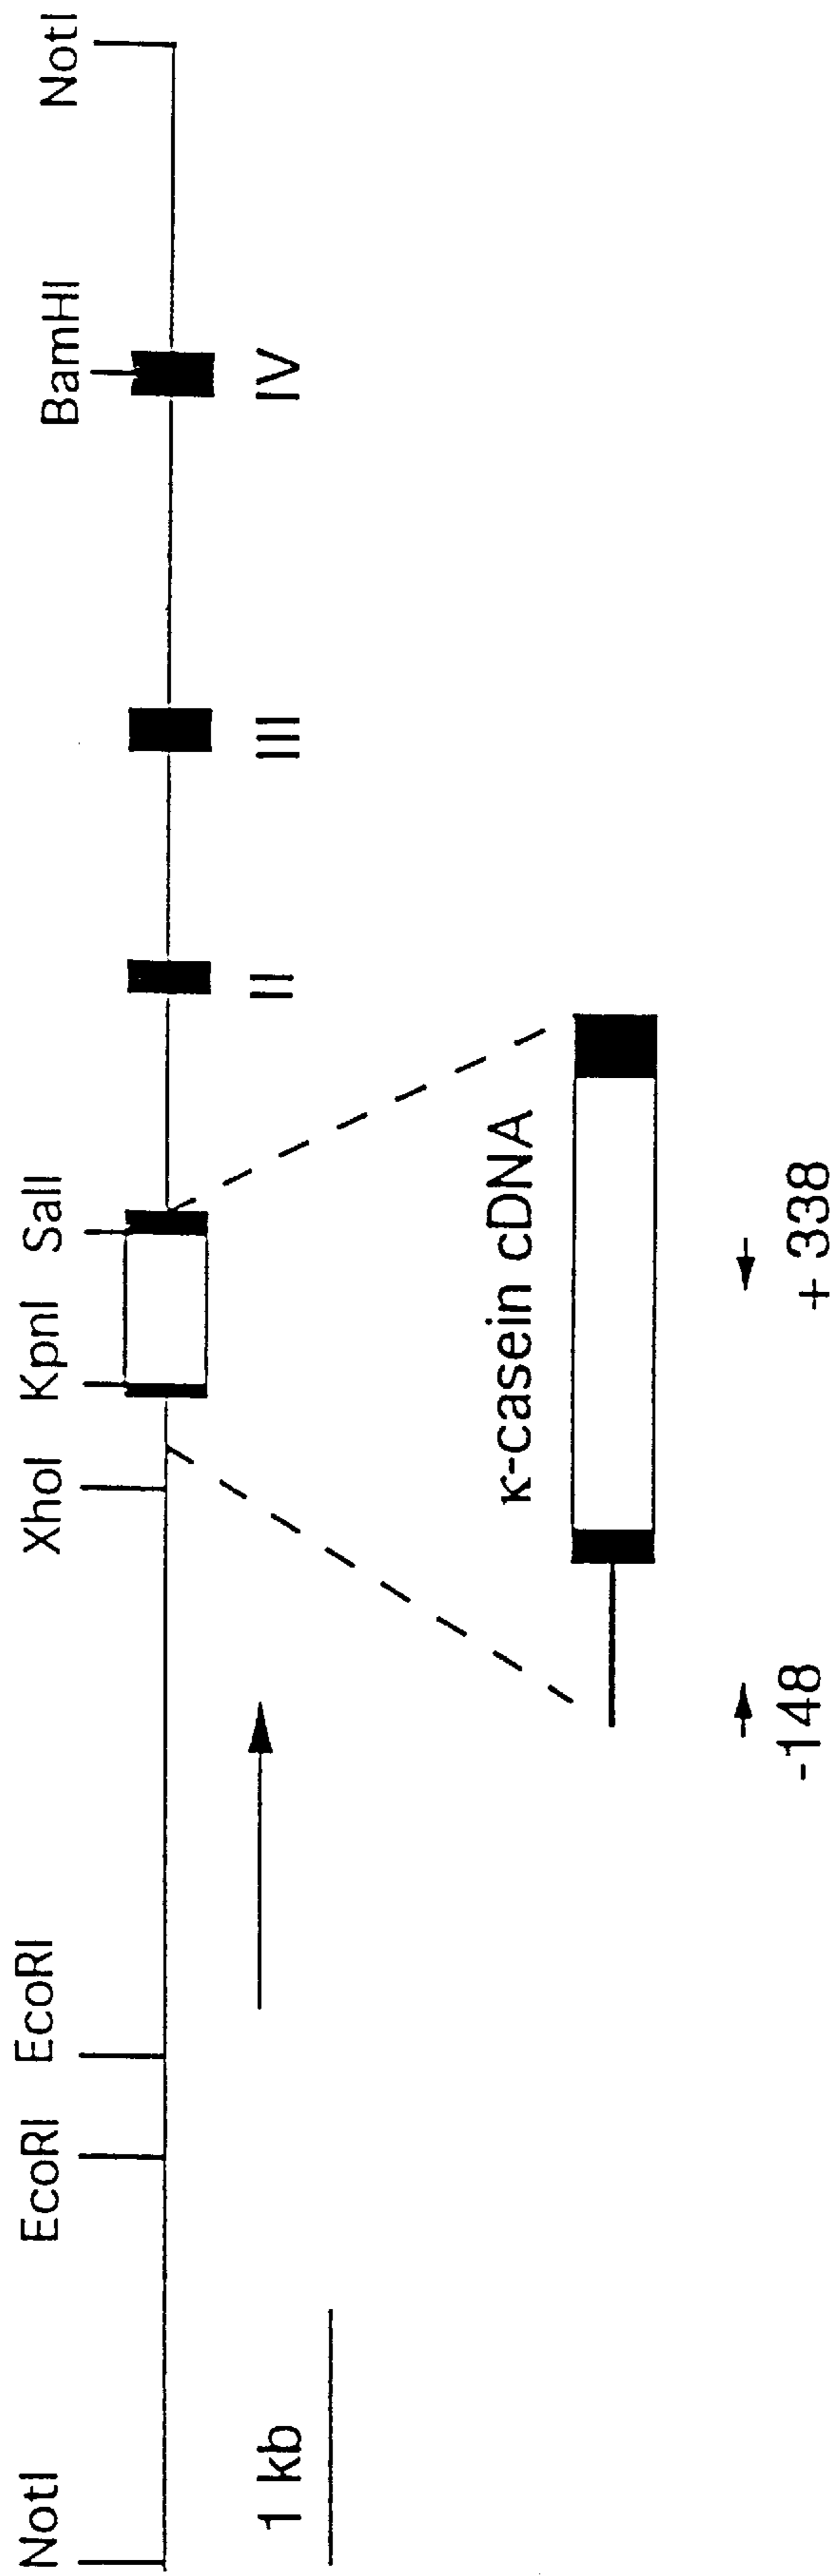 NotI
EcoRI
EcoRI
XhoI
KpnI
SalI
BamHI
NotI
1 kb
II
III
IV
κ-casein cDNA
-148
+ 338